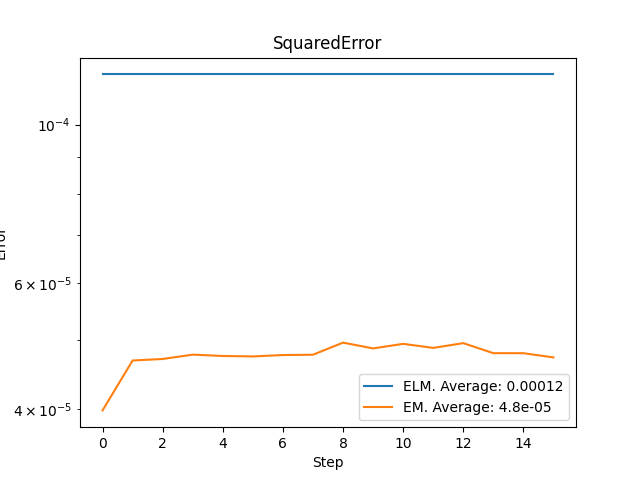 SquaredError
10⁻⁴
6 × 10⁻⁵
4 × 10⁻⁵
Error
0 2 4 6 8 10 12 14
Step
ELM. Average: 0.00012
EM. Average: 4.8e-05